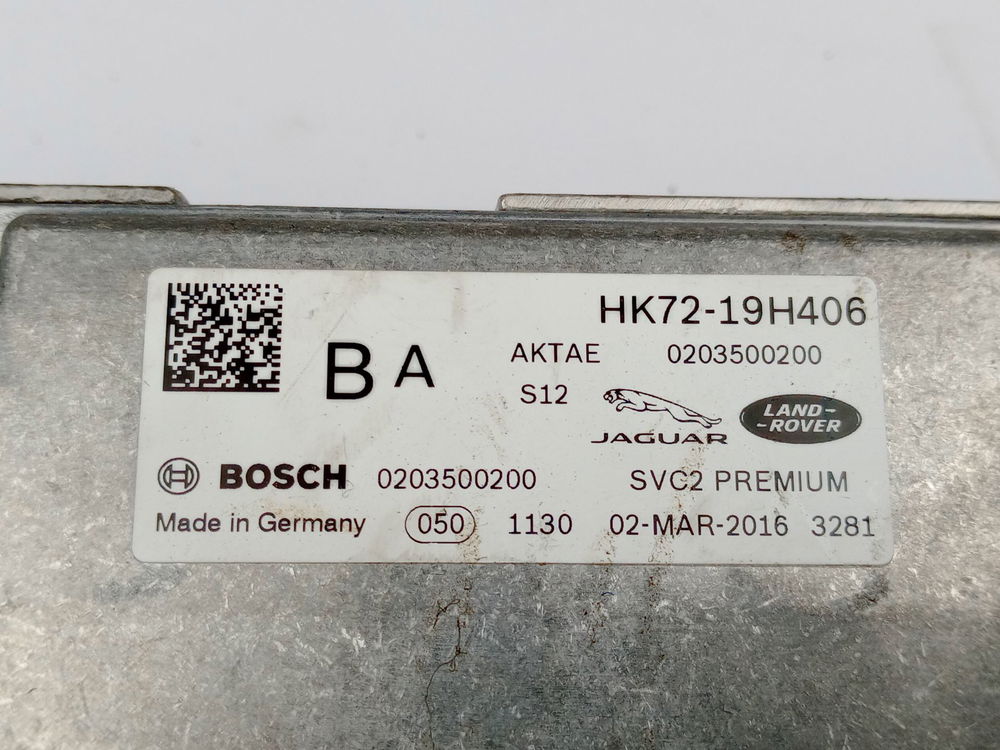 HK72-19H406
B A
AKTAE 0203500200
S12 JAGUAR LAND-
-ROVER
BOSCH 0203500200 SVC2 PREMIUM
Made in Germany 050 1130 02-MAR-2016 3281